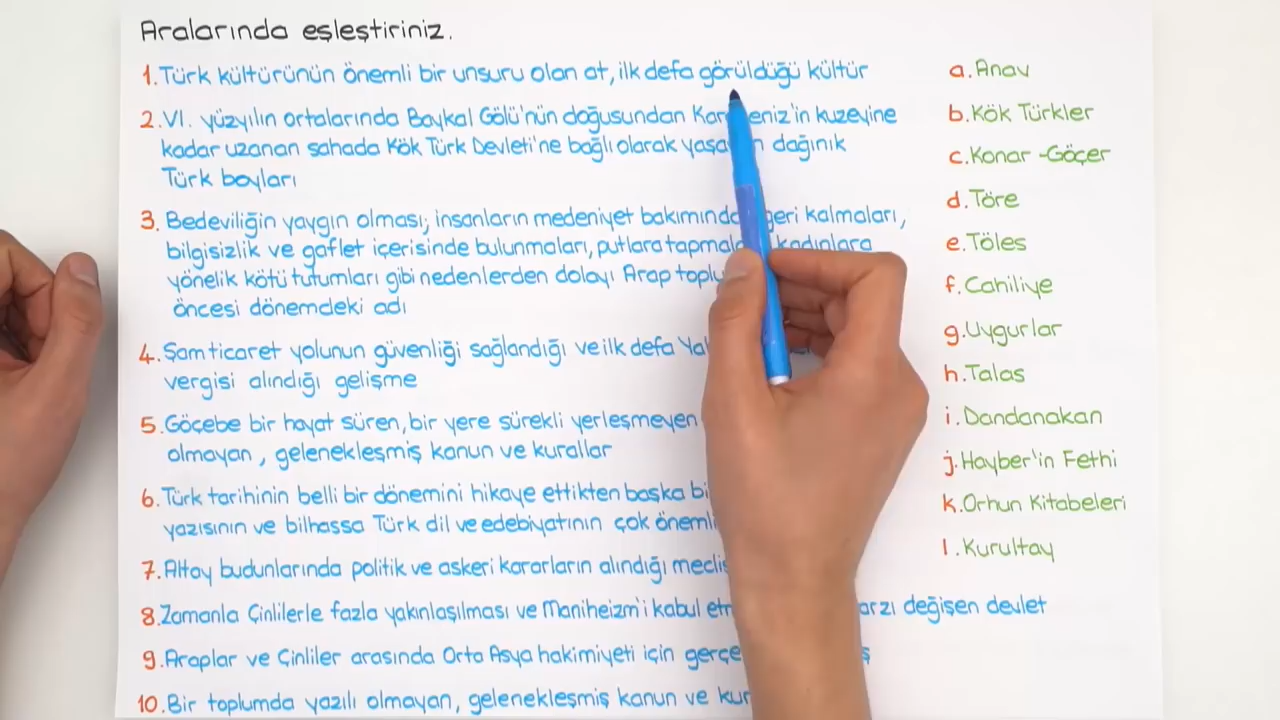 Aralarında eşleştiriniz.
1. Türk kültürünün önemli bir unsuru olan at, ilk defa görüldüğü kültür
2. VI. yüzyılın ortalarında Baykal Gölü'nün doğusundan Karadeniz'in kuzeyine
kadar uzanan sahada Kök Türk Devleti'ne bağlı olarak yaşayan dağınık
Türk boyları
3. Bedeviliğin yaygın olması; insanların medeniyet bakımından geri kalmaları,
bilgisizlik ve gaflet içerisinde bulunmaları, putlara tapmaları kadınlara
yönelik kötü tutumları gibi nedenlerden dolayı Arap
öncesi dönemdeki adı
4. Şam ticaret yolunun güvenliği sağlandığı ve ilk defa
vergisi alındığı gelişme
5. Göçebe bir hayat süren, bir yere sürekli yerleşmeyen
olmayan, gelenekleşmiş kanun ve kurallar
6. Türk tarihinin belli bir dönemini hikaye ettikten başka
yazısının ve bilhassa Türk dil ve edebiyatının çok önemli
7. Altay budunlarında politik ve askeri kararların alındığı meclis
8. Zamanla Çinlilerle fazla yakınlaşılması ve Maniheizm'i kabul değişen devlet
9. Araplar ve Çinliler arasında Orta Asya hakimiyeti için
10. Bir toplumda yazılı olmayan, gelenekleşmiş kanun ve
a. Anav
b. Kök Türkler
c. Konar-Göçer
d. Töre
e. Töles
f. Cahiliye
g. Uygurlar
h. Talas
i. Dandanakan
j. Hayber'in Fethi
k. Orhun Kitabeleri
l. Kurultay